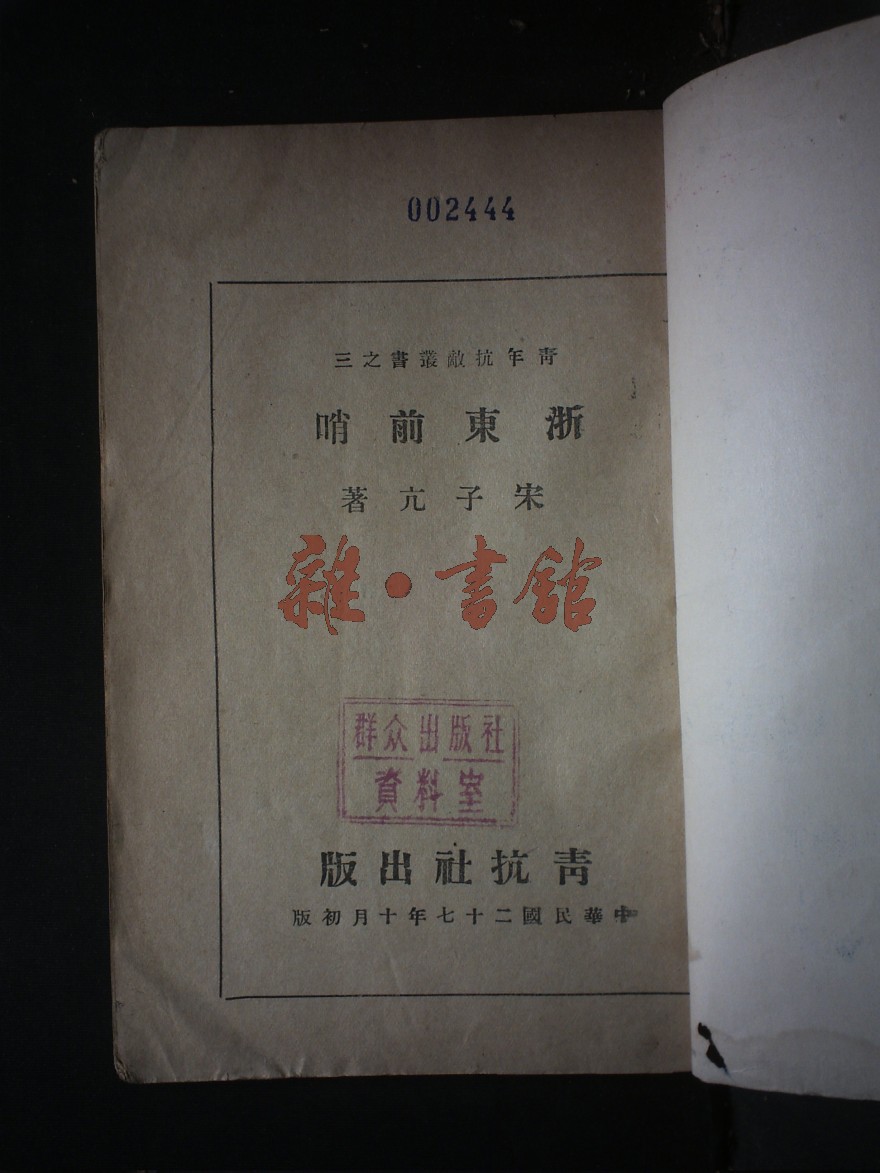 002444
青年抗敵叢書之三
浙東前哨
宋子亢著
雜·書館
群众出版社
資料室
青抗社出版
中華民國二十七年十月初版